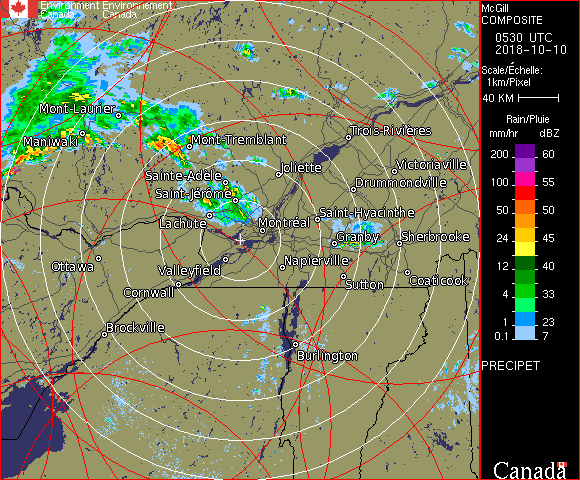 Environment Environnement
Canada Canada
McGill
COMPOSITE
0530 UTC
2018-10-10
Scale/Échelle:
1km/Pixel
40 KM
Rain/Pluie
mm/hr dBZ
200 60
100 55
50 50
24 45
12 40
4 33
1 23
0.1 7
PRECIPET
Canada
Mont-Laurier
Maniwaki
Mont-Tremblant
Trois-Rivières
Joliette
Victoriaville
Sainte-Adèle
Drummondville
Saint-Jérôme
Lachute
Montréal
Saint-Hyacinthe
Granby
Sherbrooke
Ottawa
Valleyfield
Napierville
Cornwall
Sutton
Coaticook
Brockville
Burlington